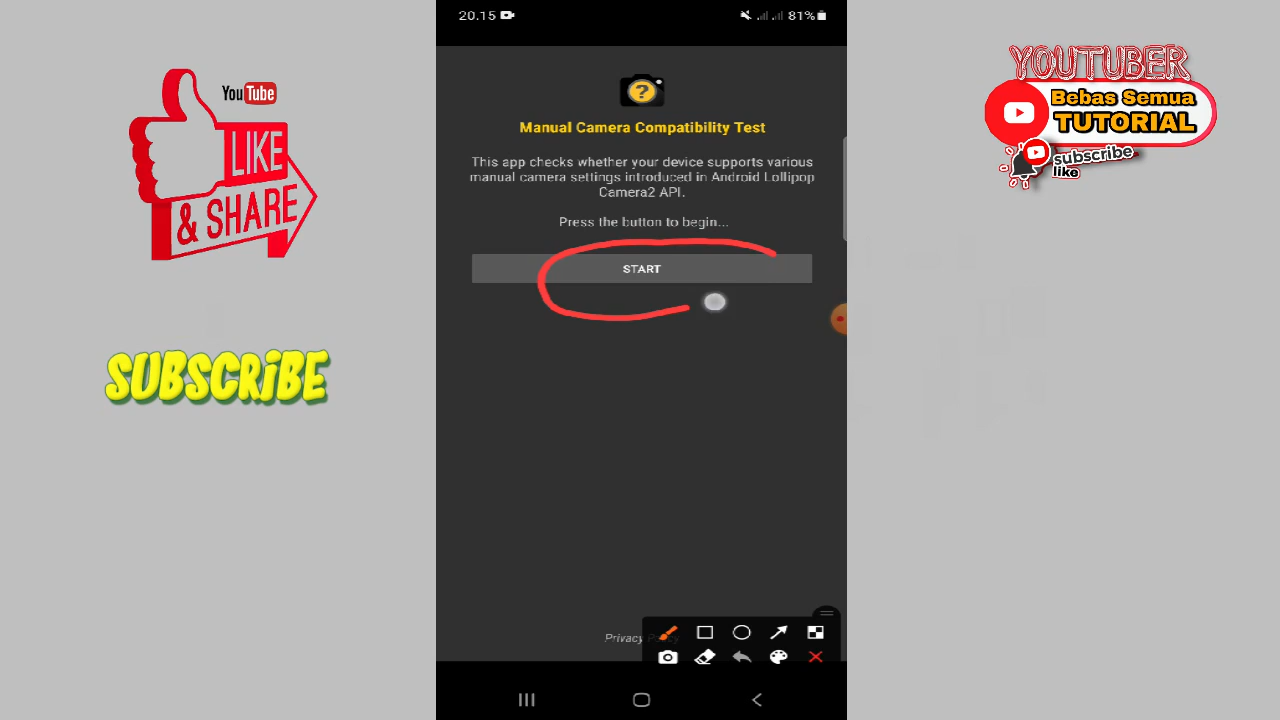 20.15
81%
Manual Camera Compatibility Test
This app checks whether your device supports various
manual camera settings introduced in Android Lollipop
Camera2 API.
Press the button to begin...
START
Privacy
YouTube
LIKE
& SHARE
SUBSCRiBE
YOUTUBER
Bebas Semua
TUTORIAL
subscribe
like